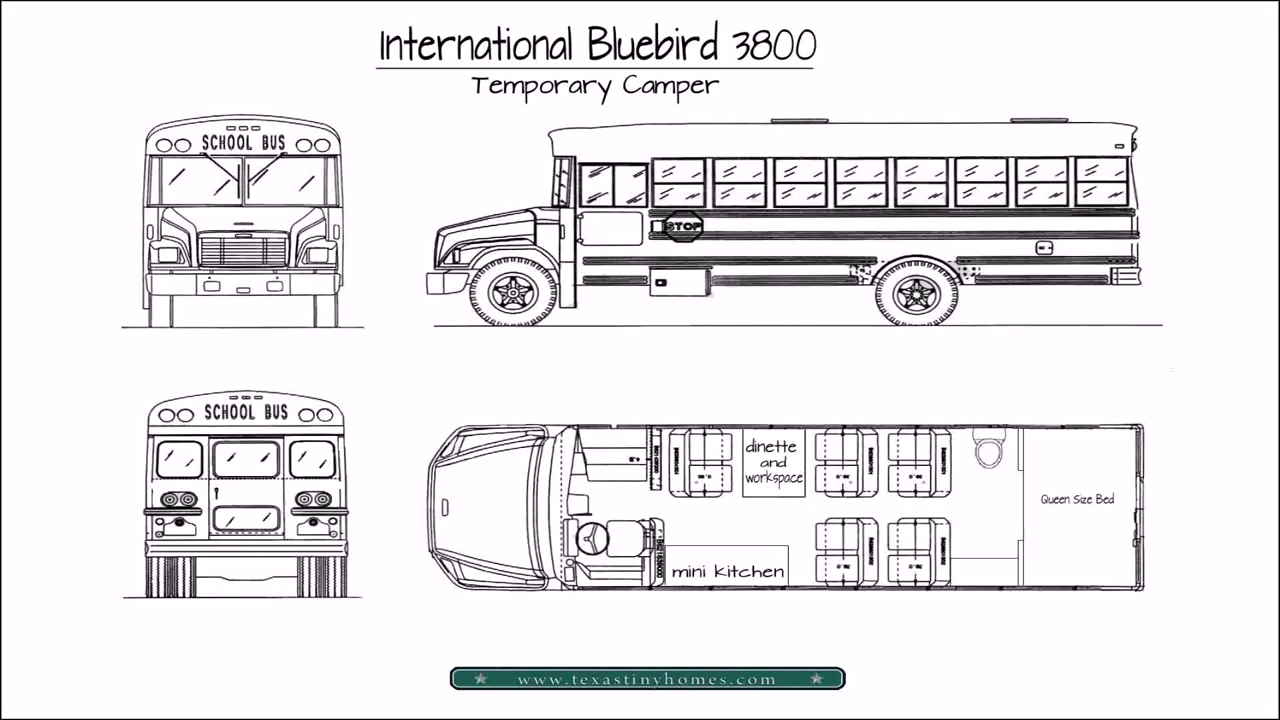 International Bluebird 3800
Temporary Camper
SCHOOL BUS
STOP
SCHOOL BUS
dinette
and
workspace
Queen Size Bed
mini kitchen
www.texastinyhomes.com